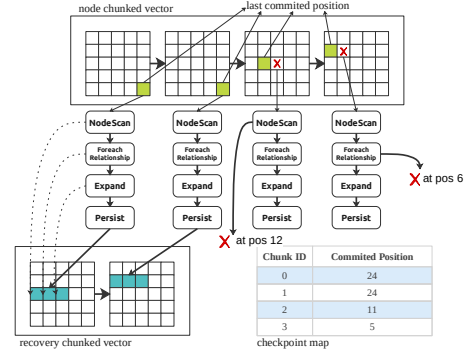 node chunked vector
last commited position
NodeScan
NodeScan
NodeScan
NodeScan
Foreach
Relationship
Foreach
Relationship
Foreach
Relationship
Foreach
Relationship
Expand
Expand
Expand
Expand
X at pos 6
Persist
Persist
Persist
Persist
X at pos 12
Chunk ID Commited Position
0 24
1 24
2 11
3 5
recovery chunked vector
checkpoint map